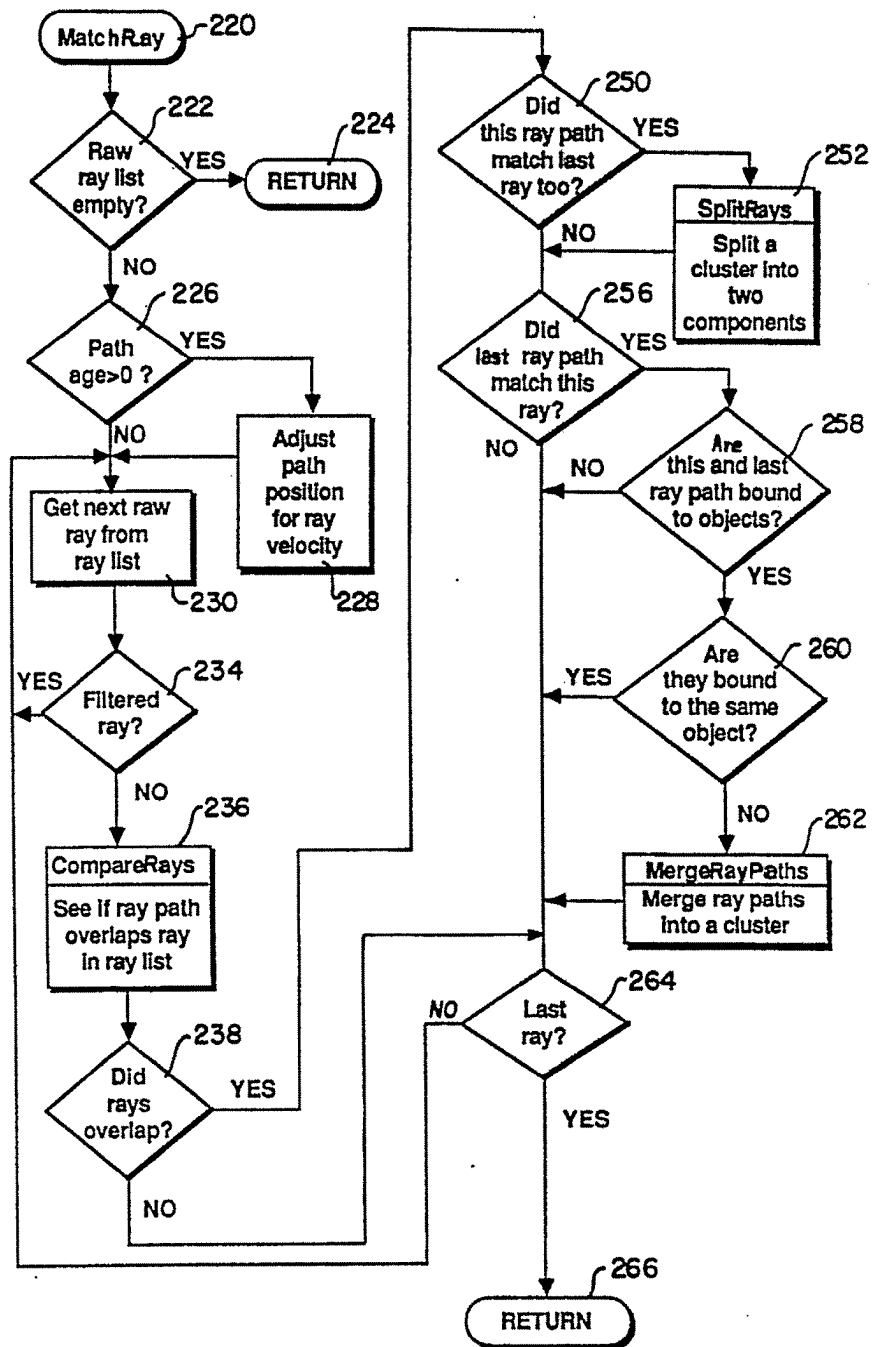 MatchRay
220
222
Raw
ray list
empty?
YES
224
RETURN
NO
226
Path
age>0 ?
YES
NO
Adjust
path
position
for ray
velocity
228
Get next raw
ray from
ray list
230
234
YES
Filtered
ray?
NO
236
CompareRays
See if ray path
overlaps ray
in ray list
238
Did
rays
overlap?
YES
NO
250
Did
this ray path
match last
ray too?
YES
252
SplitRays
Split a
cluster into
two
components
NO
256
Did
last ray path
match this
ray?
YES
NO
258
Are
this and last
ray path bound
to objects?
NO
YES
260
Are
they bound
to the same
object?
YES
NO
262
MergeRayPaths
Merge ray paths
into a cluster
264
Last
ray?
NO
YES
266
RETURN